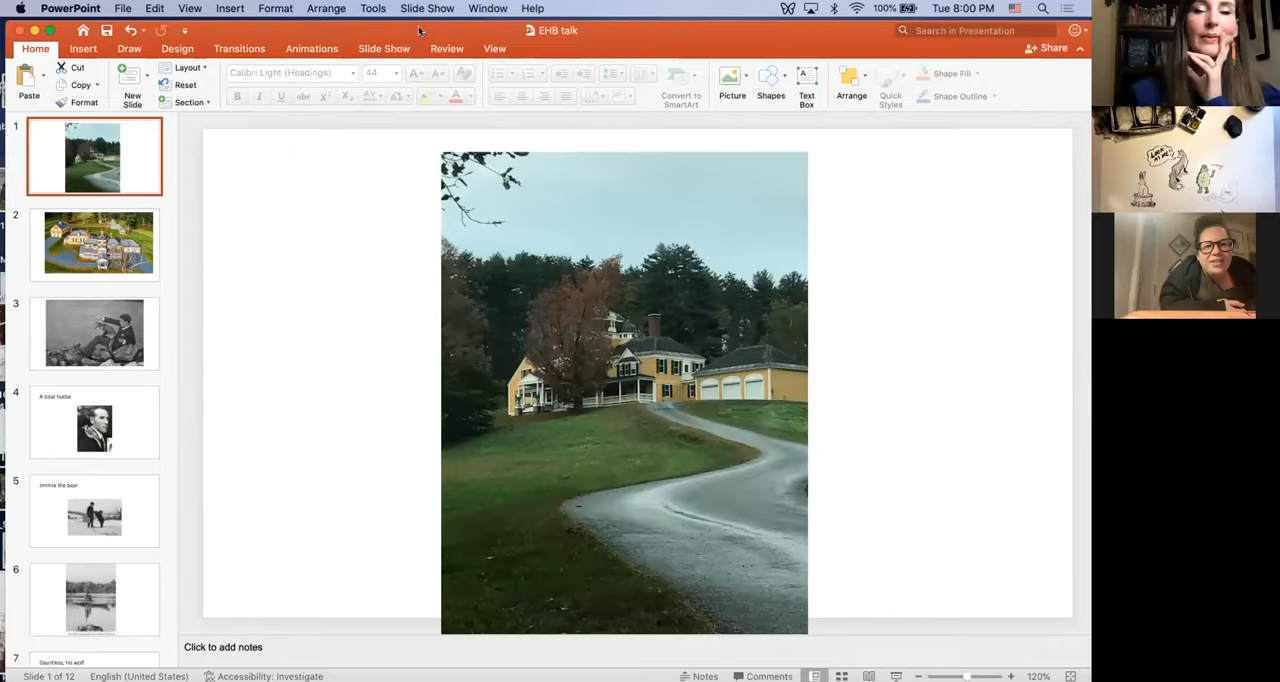 PowerPoint File Edit View Insert Format Arrange Tools Slide Show Window Help 100% Tue 8:00 PM
EHB talk
Search in Presentation
Home Insert Draw Design Transitions Animations Slide Show Review View Share
Paste
Cut
Copy
Format
New Slide
Layout
Reset
Section
Calibri Light (Headings) 44
Convert to SmartArt
Picture
Shapes
Text Box
Arrange
Quick Styles
Shape Fill
Shape Outline
1
2
3
4
A total hottie.
5
Jimmie the bear
6
7
Dauntless, his wolf
LOOK AT ME!
Click to add notes
Slide 1 of 12 English (United States) Accessibility: Investigate Notes Comments 120%